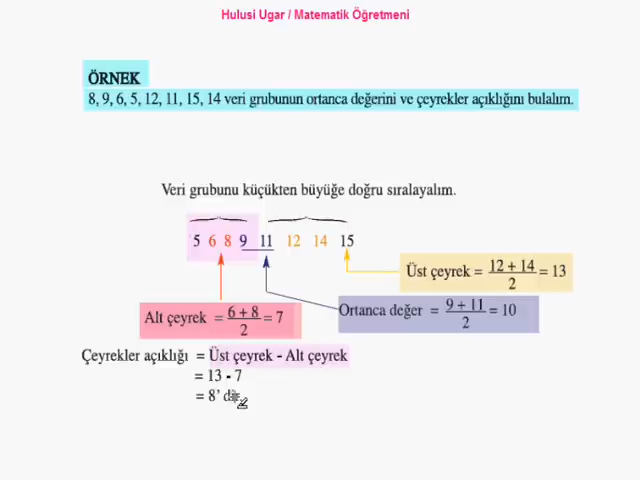 Hulusi Ugar / Matematik Öğretmeni
ÖRNEK
8, 9, 6, 5, 12, 11, 15, 14 veri grubunun ortanca değerini ve çeyrekler açıklığını bulalım.
Veri grubunu küçükten büyüğe doğru sıralayalım.
5 6 8 9 11 12 14 15
Üst çeyrek = 12 + 14 / 2 = 13
Alt çeyrek = 6 + 8 / 2 = 7
Ortanca değer = 9 + 11 / 2 = 10
Çeyrekler açıklığı = Üst çeyrek - Alt çeyrek
= 13 - 7
= 8’ dir.